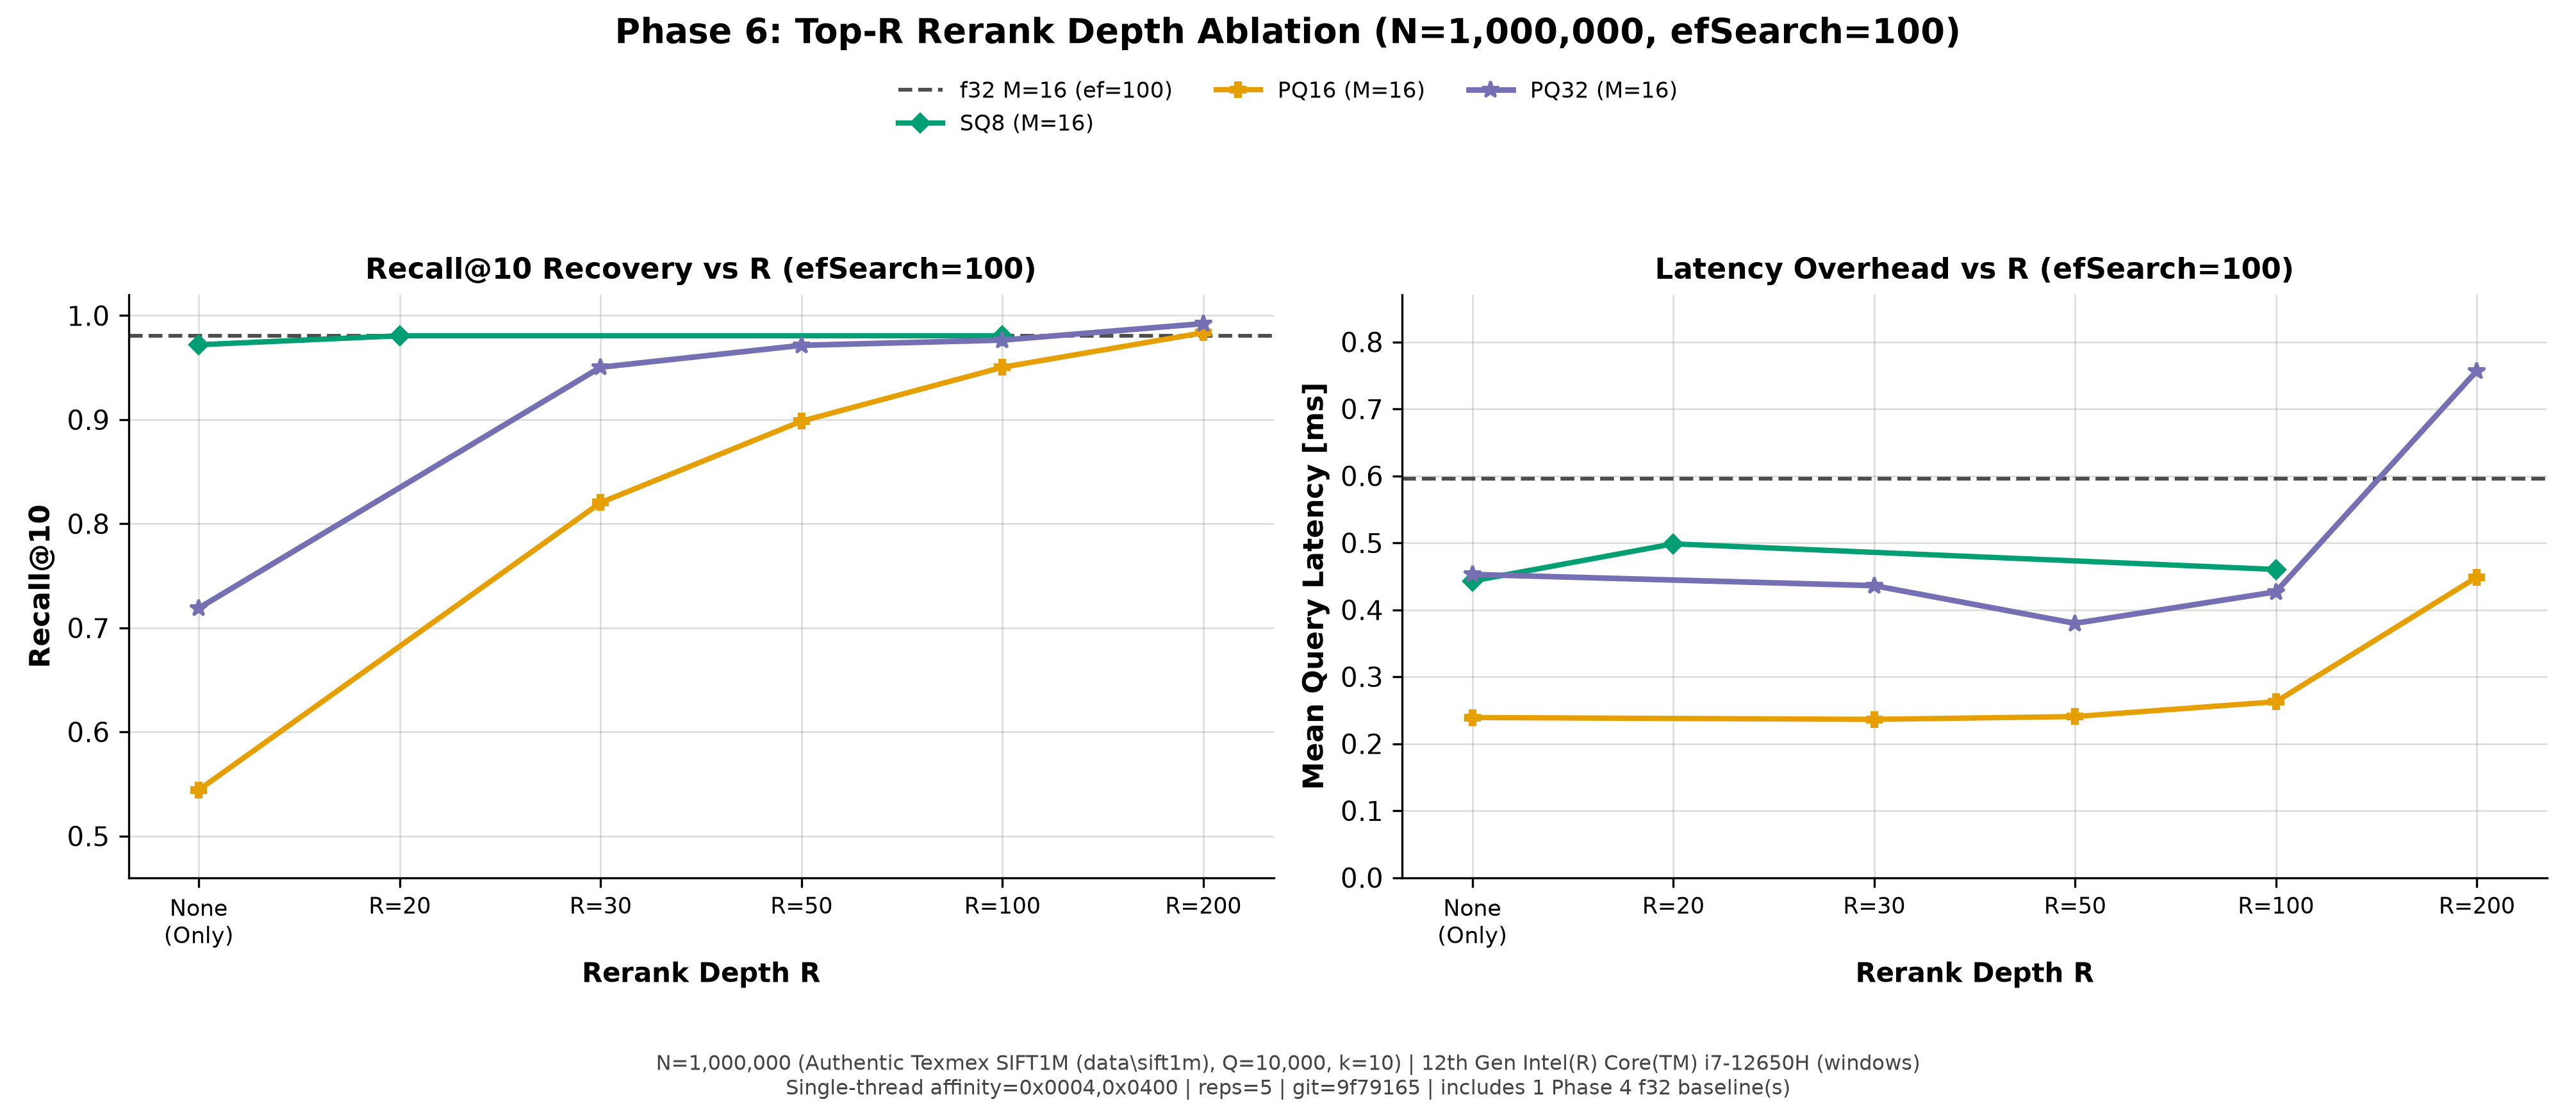 Phase 6: Top-R Rerank Depth Ablation (N=1,000,000, efSearch=100)
f32 M=16 (ef=100)
PQ16 (M=16)
PQ32 (M=16)
SQ8 (M=16)
Recall@10 Recovery vs R (efSearch=100)
Recall@10
1.0
0.9
0.8
0.7
0.6
0.5
None
(Only)
R=20
R=30
R=50
R=100
R=200
Rerank Depth R
Latency Overhead vs R (efSearch=100)
Mean Query Latency [ms]
0.8
0.7
0.6
0.5
0.4
0.3
0.2
0.1
0.0
None
(Only)
R=20
R=30
R=50
R=100
R=200
Rerank Depth R
N=1,000,000 (Authentic Texmex SIFT1M (data\sift1m), Q=10,000, k=10) | 12th Gen Intel(R) Core(TM) i7-12650H (windows)
Single-thread affinity=0x0004,0x0400 | reps=5 | git=9f79165 | includes 1 Phase 4 f32 baseline(s)